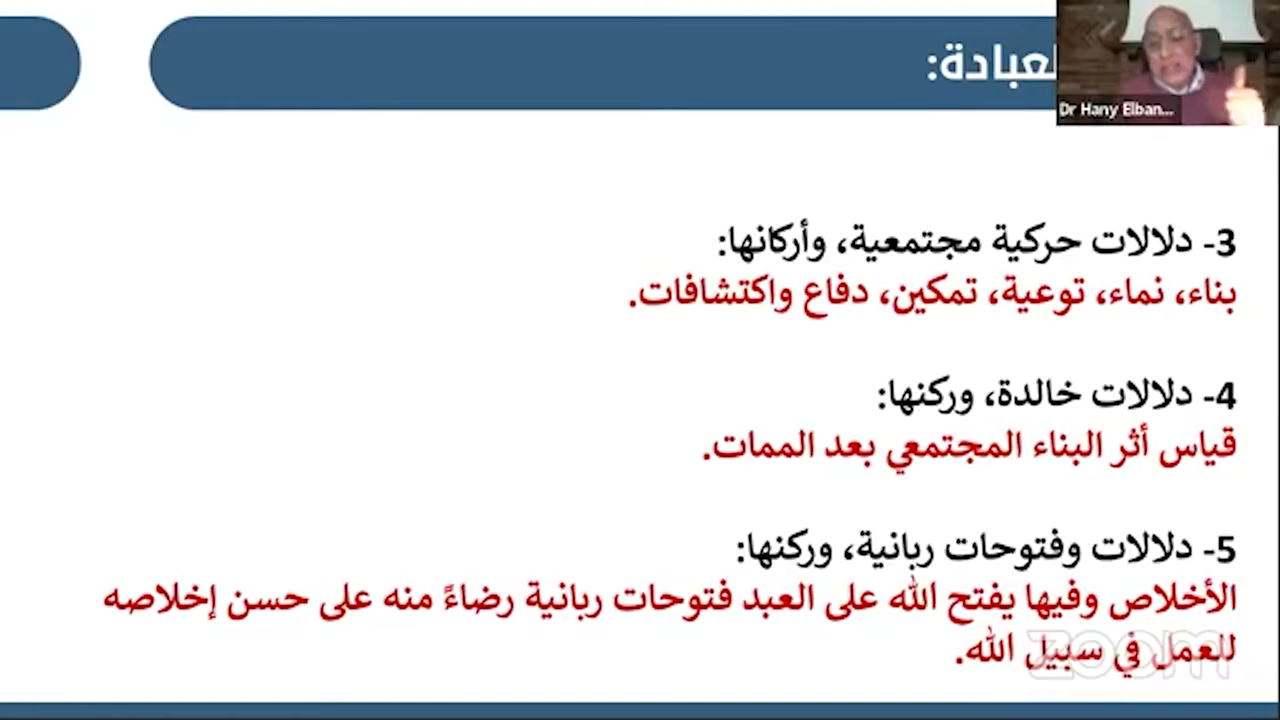 لعبادة:
Dr Hany Elban...
3- دلالات حركية مجتمعية، وأركانها:
بناء، نماء، توعية، تمكين، دفاع واكتشافات.
4- دلالات خالدة، وركنها:
قياس أثر البناء المجتمعي بعد الممات.
5- دلالات وفتوحات ربانية، وركنها:
الأخلاص وفيها يفتح الله على العبد فتوحات ربانية رضاءً منه على حسن إخلاصه
للعمل في سبيل الله.
zoom